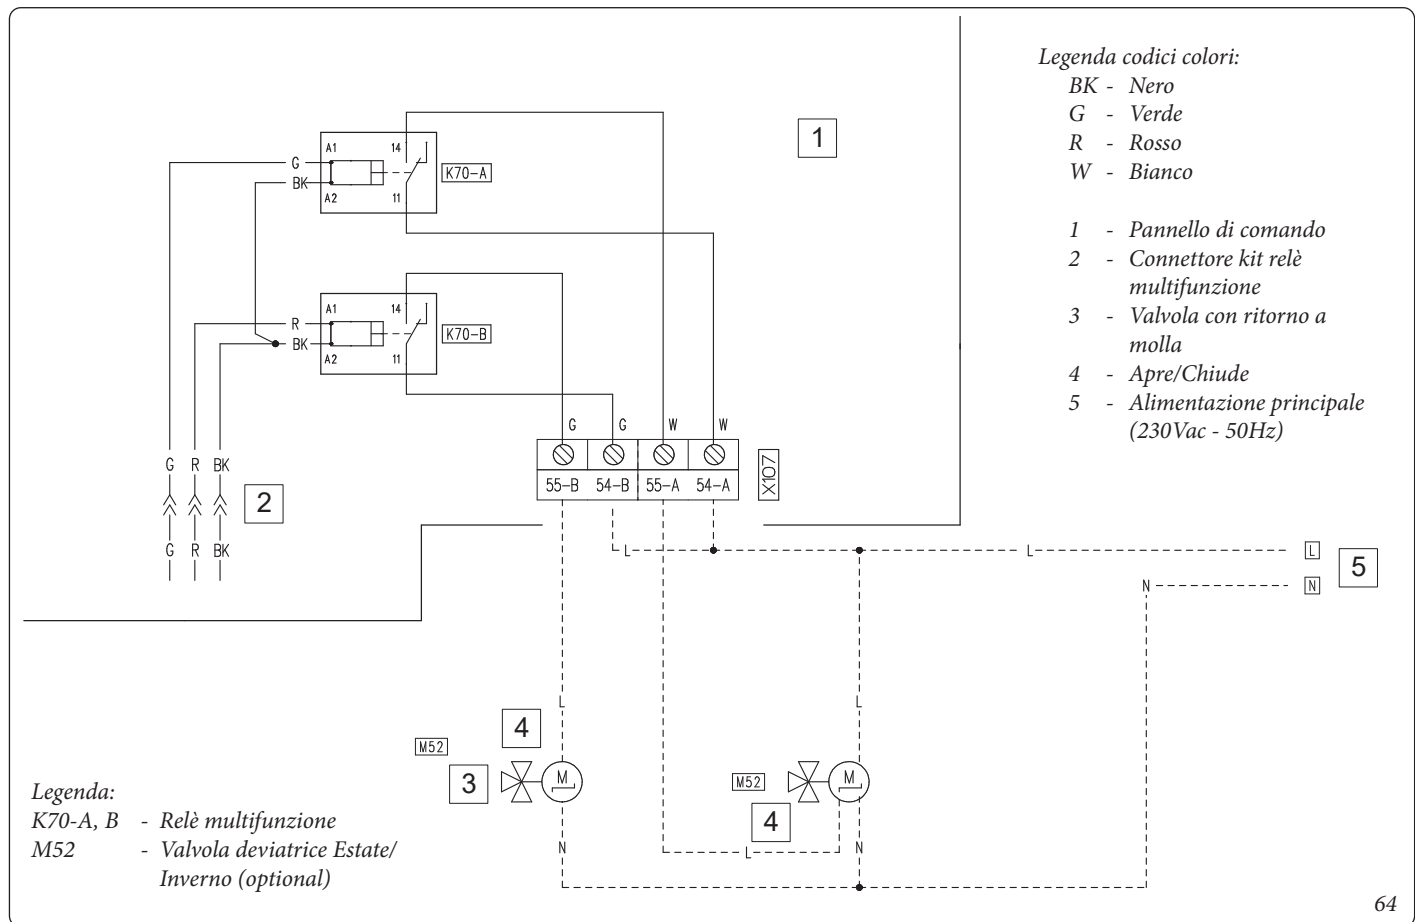 Legenda codici colori:
BK - Nero
G - Verde
R - Rosso
W - Bianco
1 - Pannello di comando
2 - Connettore kit relè
multifunzione
3 - Valvola con ritorno a
molla
4 - Apre/Chiude
5 - Alimentazione principale
(230Vac - 50Hz)
1
A1 14
G
K70-A
BK
A2 11
A1 14
R
K70-B
BK
A2 11
G G W W
55-B 54-B 55-A 54-A
X107
G R BK
2
G R BK
L L L
5
N N
L L
4
M52
3
M
M52
M
4
N L N
Legenda:
K70-A, B - Relè multifunzione
M52 - Valvola deviatrice Estate/
Inverno (optional)
64